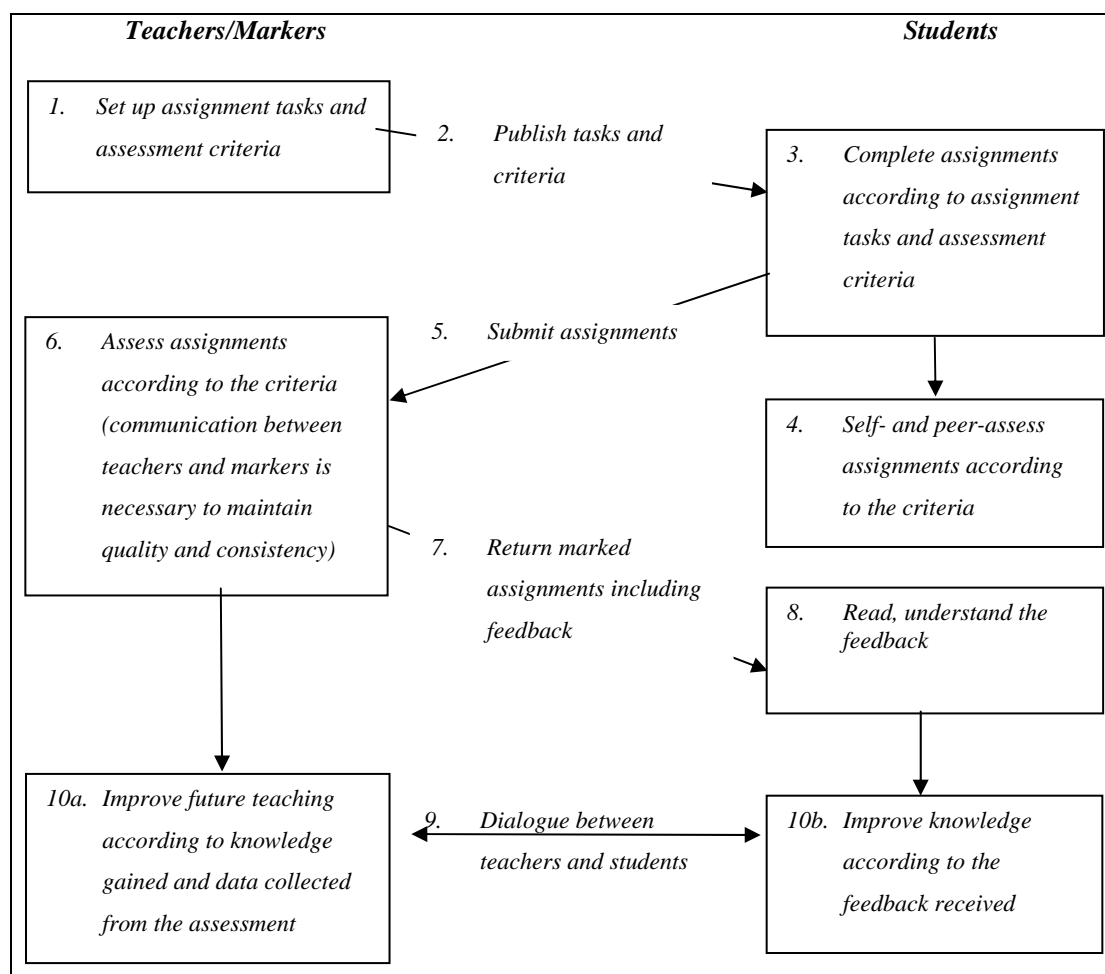 Teachers/Markers
Students
1. Set up assignment tasks and
assessment criteria
2. Publish tasks and
criteria
3. Complete assignments
according to assignment
tasks and assessment
criteria
6. Assess assignments
according to the criteria
(communication between
teachers and markers is
necessary to maintain
quality and consistency)
5. Submit assignments
4. Self- and peer-assess
assignments according
to the criteria
7. Return marked
assignments including
feedback
8. Read, understand the
feedback
10a. Improve future teaching
according to knowledge
gained and data collected
from the assessment
9. Dialogue between
teachers and students
10b. Improve knowledge
according to the
feedback received